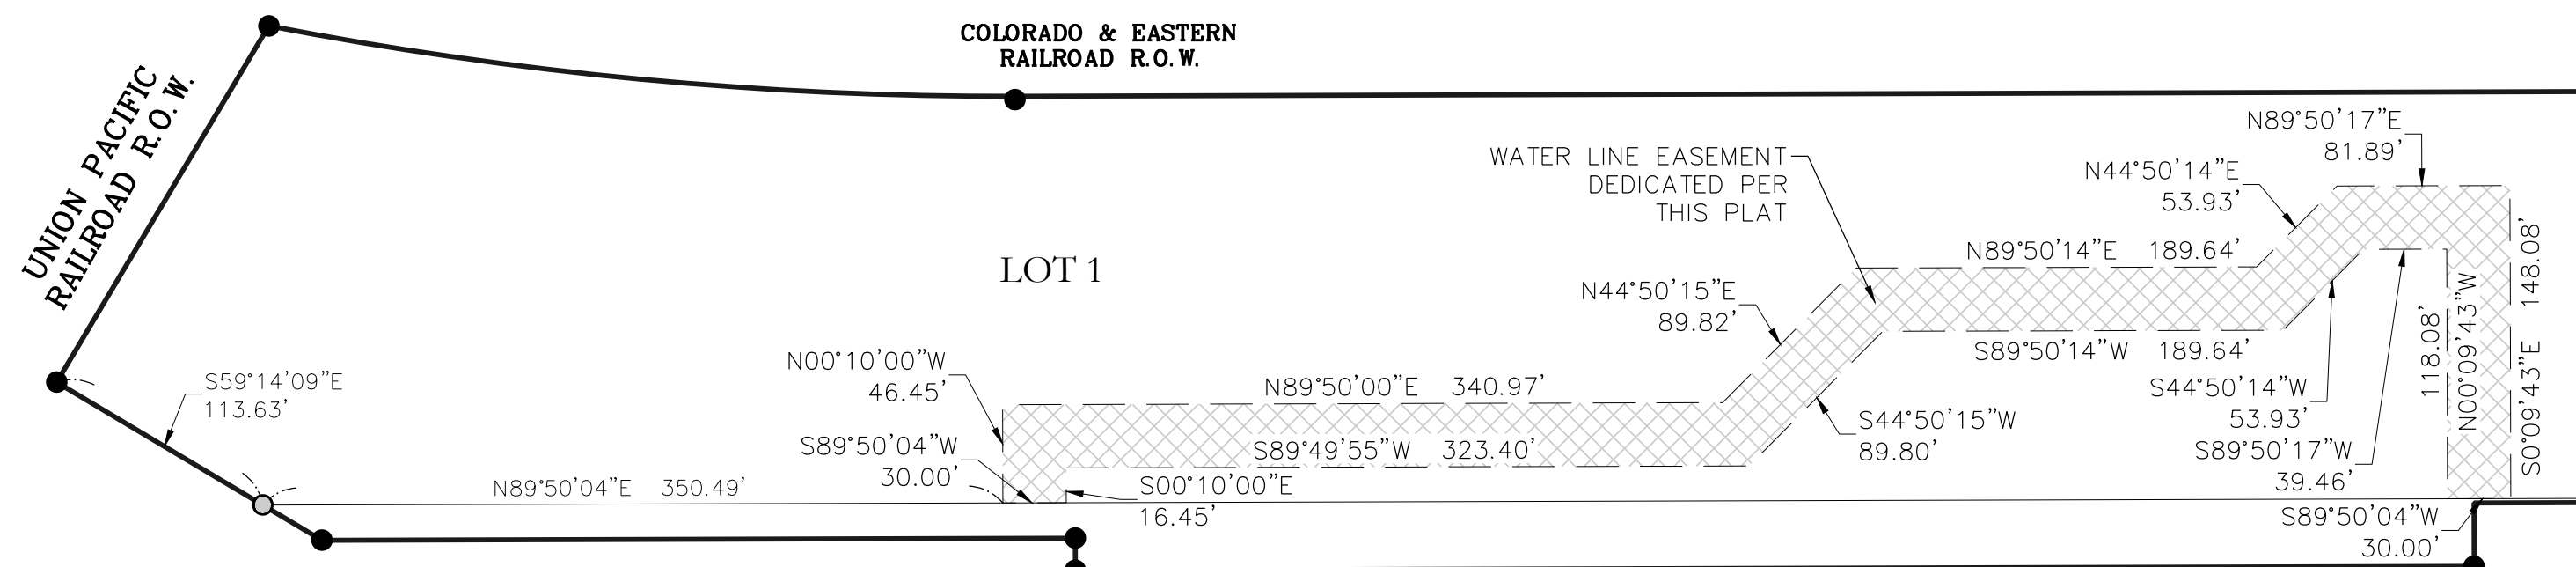 COLORADO & EASTERN
RAILROAD R.O.W.
UNION PACIFIC
RAILROAD R.O.W.
N89°50'17"E
81.89'
WATER LINE EASEMENT
DEDICATED PER
THIS PLAT
N44°50'14"E
53.93'
LOT 1
N89°50'14"E 189.64'
N44°50'15"E
89.82'
S0°09'43"E 148.08'
118.08'
N00°09'43"W
S89°50'14"W 189.64'
N00°10'00"W
46.45'
S59°14'09"E
113.63'
N89°50'00"E 340.97'
S44°50'14"W
53.93'
S44°50'15"W
89.80'
S89°50'04"W
30.00'
S89°49'55"W 323.40'
S89°50'17"W
39.46'
N89°50'04"E 350.49'
S00°10'00"E
16.45'
S89°50'04"W
30.00'